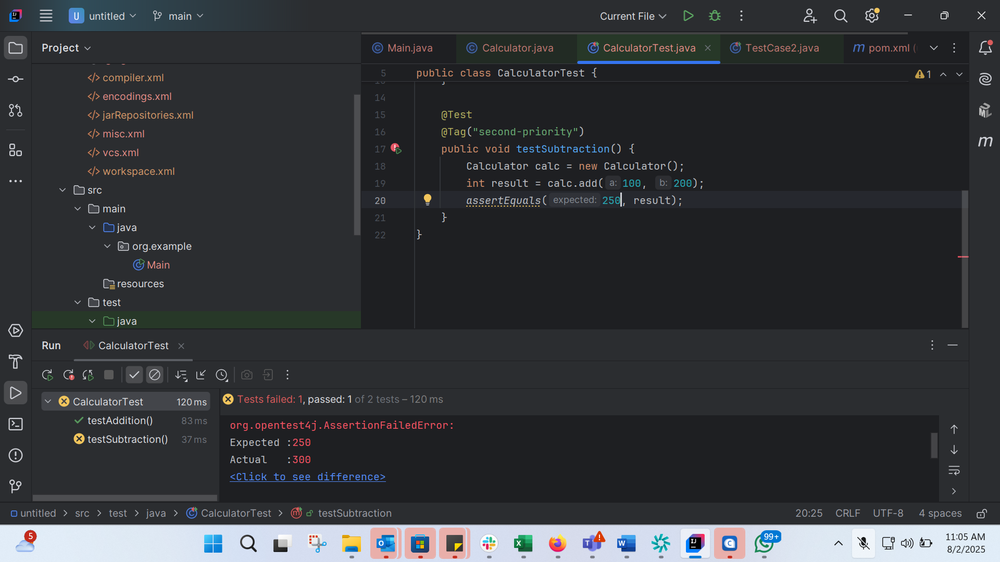 U untitled main Current File
Project
Main.java Calculator.java CalculatorTest.java TestCase2.java m pom.xml (
</> compiler.xml
</> encodings.xml
</> jarRepositories.xml
</> misc.xml
</> vcs.xml
</> workspace.xml
src
main
java
org.example
Main
resources
test
java
5 public class CalculatorTest { 1
14
15 @Test
16 @Tag("second-priority")
17 public void testSubtraction() {
18 Calculator calc = new Calculator();
19 int result = calc.add( a: 100, b: 200);
20 assertEquals( expected: 250, result);
21 }
22 }
Run CalculatorTest
CalculatorTest 120 ms
testAddition() 83 ms
testSubtraction() 37 ms
Tests failed: 1, passed: 1 of 2 tests – 120 ms
org.opentest4j.AssertionFailedError:
Expected :250
Actual   :300
<Click to see difference>
untitled > src > test > java > CalculatorTest > testSubtraction
20:25 CRLF UTF-8 4 spaces
5
99+
11:05 AM
8/2/2025